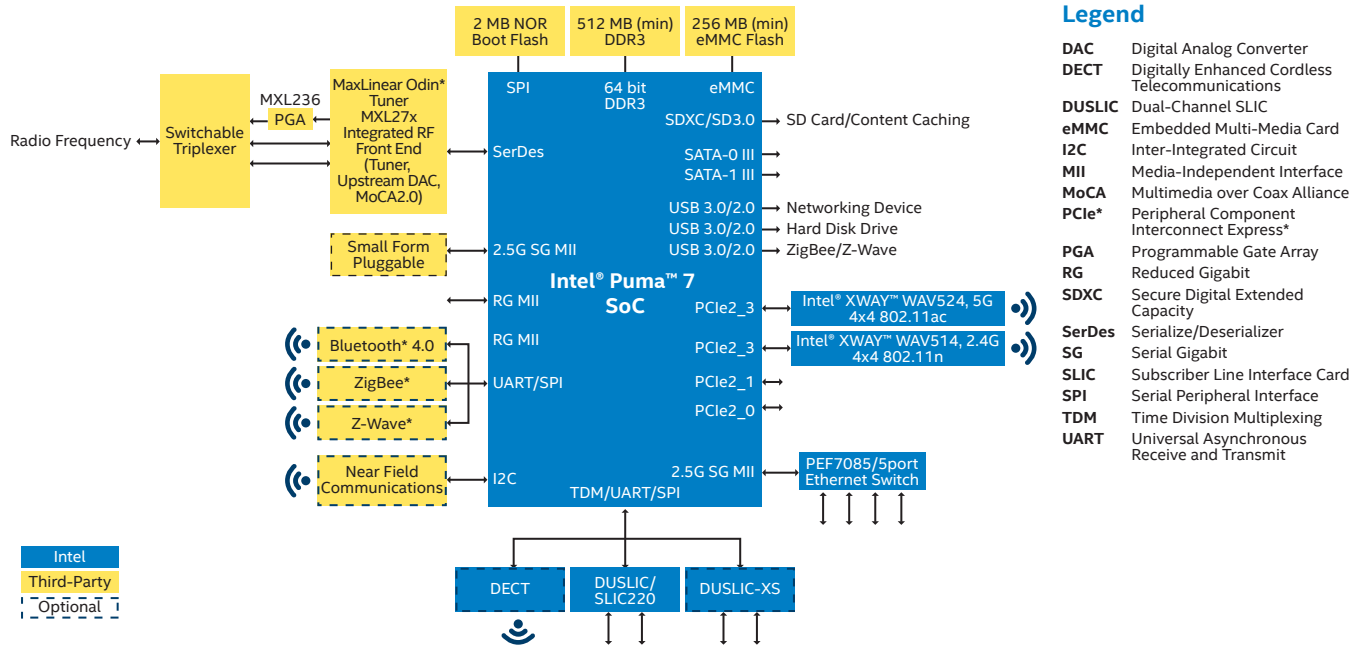 2 MB NOR
Boot Flash
512 MB (min)
DDR3
256 MB (min)
eMMC Flash
Radio Frequency
Switchable
Triplexer
MXL236
PGA
MaxLinear Odin*
Tuner
MXL27x
Integrated RF
Front End
(Tuner,
Upstream DAC,
MoCA2.0)
Small Form
Pluggable
Bluetooth* 4.0
ZigBee*
Z-Wave*
Near Field
Communications
SPI
64 bit
DDR3
eMMC
SerDes
2.5G SG MII
RG MII
RG MII
UART/SPI
I2C
Intel® Puma™ 7
SoC
SDXC/SD3.0
SATA-0 III
SATA-1 III
USB 3.0/2.0
USB 3.0/2.0
USB 3.0/2.0
PCIe2_3
PCIe2_3
PCIe2_1
PCIe2_0
2.5G SG MII
TDM/UART/SPI
SD Card/Content Caching
Networking Device
Hard Disk Drive
ZigBee/Z-Wave
Intel® XWAY™ WAV524, 5G
4x4 802.11ac
Intel® XWAY™ WAV514, 2.4G
4x4 802.11n
PEF7085/5port
Ethernet Switch
DECT
DUSLIC/
SLIC220
DUSLIC-XS
Intel
Third-Party
Optional
Legend
DAC Digital Analog Converter
DECT Digitally Enhanced Cordless
Telecommunications
DUSLIC Dual-Channel SLIC
eMMC Embedded Multi-Media Card
I2C Inter-Integrated Circuit
MII Media-Independent Interface
MoCA Multimedia over Coax Alliance
PCIe* Peripheral Component
Interconnect Express*
PGA Programmable Gate Array
RG Reduced Gigabit
SDXC Secure Digital Extended
Capacity
SerDes Serialize/Deserializer
SG Serial Gigabit
SLIC Subscriber Line Interface Card
SPI Serial Peripheral Interface
TDM Time Division Multiplexing
UART Universal Asynchronous
Receive and Transmit